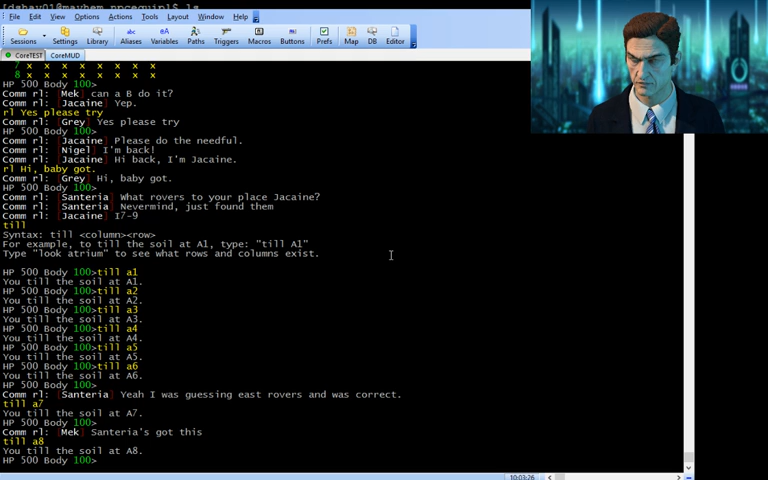 [dshav01@mayhem npcequip]$ ls
File View Options Actions Tools Layout Window Help
Sessions Settings Library Aliases Variables Paths Triggers Macros Buttons Prefs Map DB Editor
CoreTEST CoreMUD
7 x x x x x x x x
8 x x x x x x x x
HP 500 Body 100>
Comm rl: [Mek] can a B do it?
Comm rl: [Jacaine] Yep.
rl Yes please try
Comm rl: [Grey] Yes please try
HP 500 Body 100>
Comm rl: [Jacaine] Please do the needful.
Comm rl: [Nigel] I'm back!
Comm rl: [Jacaine] Hi back, I'm Jacaine.
rl Hi, baby got.
Comm rl: [Grey] Hi, baby got.
HP 500 Body 100>
Comm rl: [Santeria] What rovers to your place Jacaine?
Comm rl: [Santeria] Nevermind, just found them
Comm rl: [Jacaine] I7-9
till
Syntax: till <column><row>
For example, to till the soil at A1, type: "till A1"
Type "look atrium" to see what rows and columns exist.
HP 500 Body 100>till a1
You till the soil at A1.
HP 500 Body 100>till a2
You till the soil at A2.
HP 500 Body 100>till a3
You till the soil at A3.
HP 500 Body 100>till a4
You till the soil at A4.
HP 500 Body 100>till a5
You till the soil at A5.
HP 500 Body 100>till a6
You till the soil at A6.
HP 500 Body 100>
Comm rl: [Santeria] Yeah I was guessing east rovers and was correct.
till a7
You till the soil at A7.
HP 500 Body 100>
Comm rl: [Mek] Santeria's got this
till a8
You till the soil at A8.
HP 500 Body 100>
10:03:26